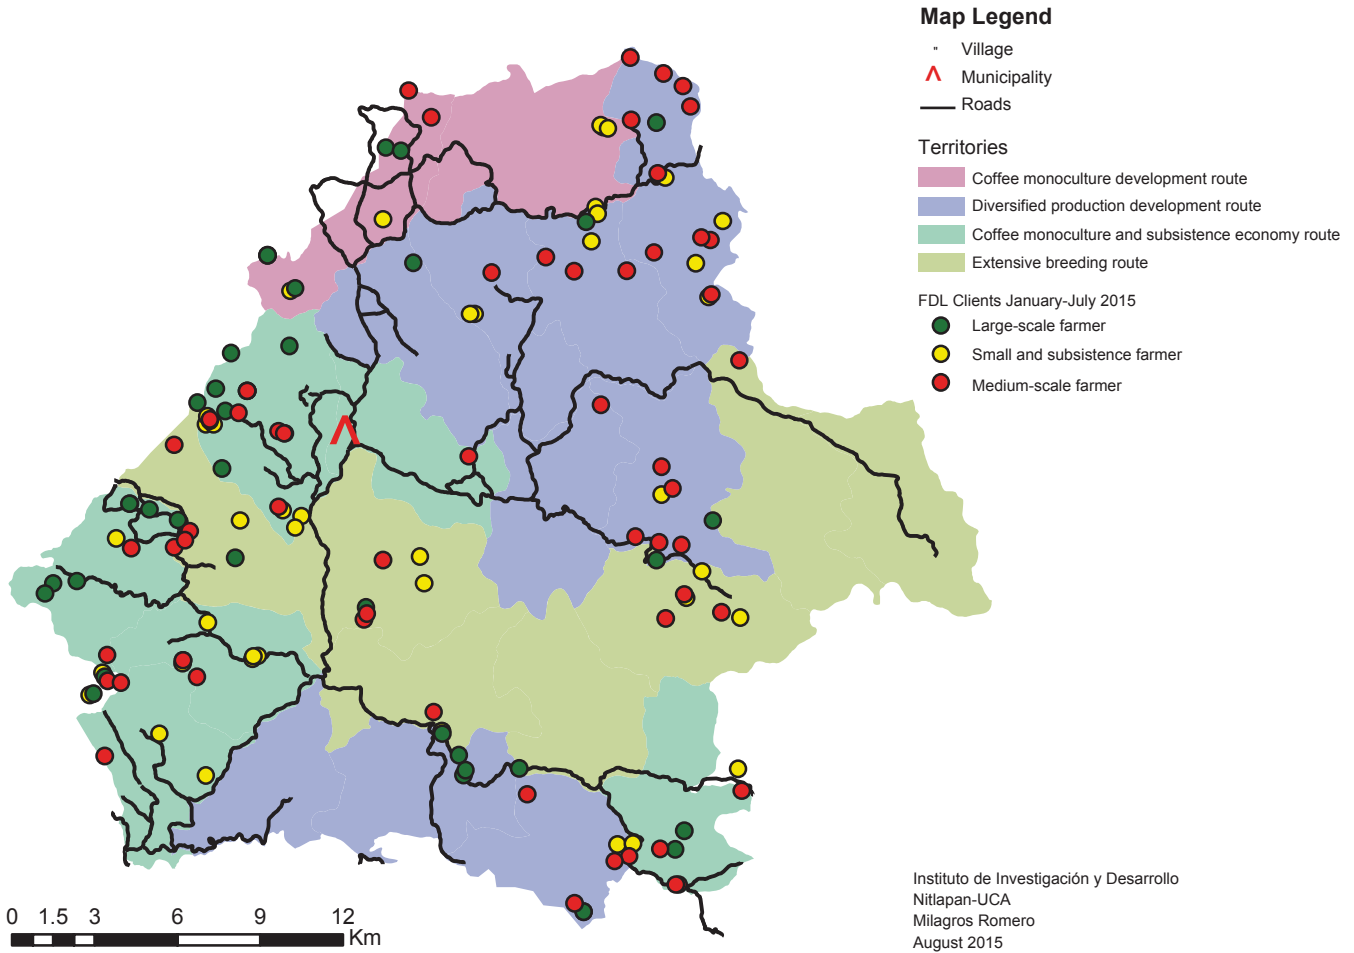 Map Legend
" Village
Municipality
Roads
Territories
Coffee monoculture development route
Diversified production development route
Coffee monoculture and subsistence economy route
Extensive breeding route
FDL Clients January-July 2015
Large-scale farmer
Small and subsistence farmer
Medium-scale farmer
Instituto de Investigación y Desarrollo
Nitlapan-UCA
Milagros Romero
August 2015
0 1.5 3 6 9 12
Km